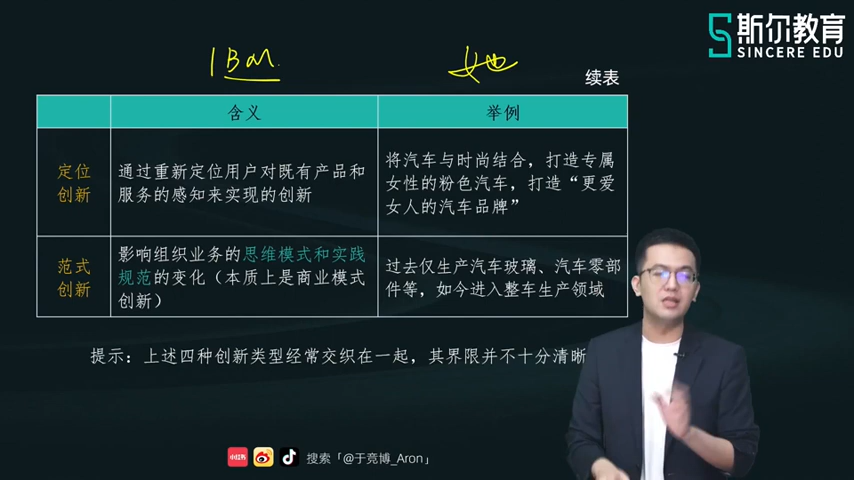 斯尔教育
SINCERE EDU
IBM.
续表
含义
举例
定位
创新
通过重新定位用户对既有产品和
服务的感知来实现的创新
将汽车与时尚结合，打造专属
女性的粉色汽车，打造“更爱
女人的汽车品牌”
范式
创新
影响组织业务的思维模式和实践
规范的变化（本质上是商业模式
创新）
过去仅生产汽车玻璃、汽车零部
件等，如今进入整车生产领域
提示：上述四种创新类型经常交织在一起，其界限并不十分清晰
小红书
搜索「@于竞博_Aron」